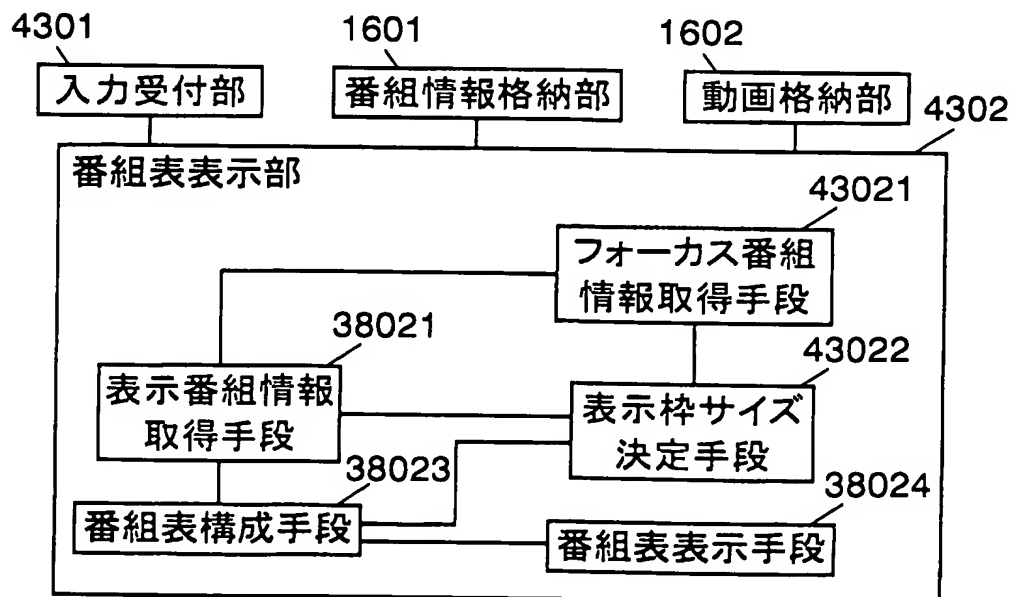 4301
1601
1602
入力受付部
番組情報格納部
動画格納部
4302
番組表表示部
43021
フォーカス番組
情報取得手段
38021
43022
表示番組情報
取得手段
表示枠サイズ
決定手段
38023
38024
番組表構成手段
番組表表示手段